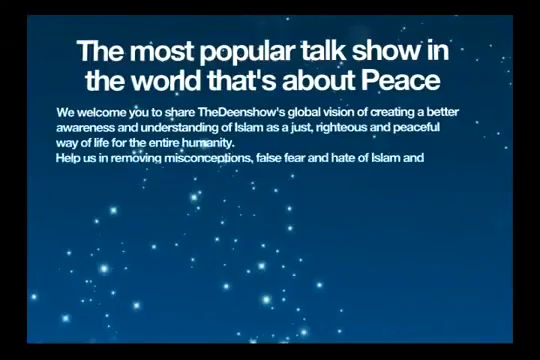 The most popular talk show in
the world that's about Peace
We welcome you to share TheDeenshow's global vision of creating a better
awareness and understanding of Islam as a just, righteous and peaceful
way of life for the entire humanity.
Help us in removing misconceptions, false fear and hate of Islam and